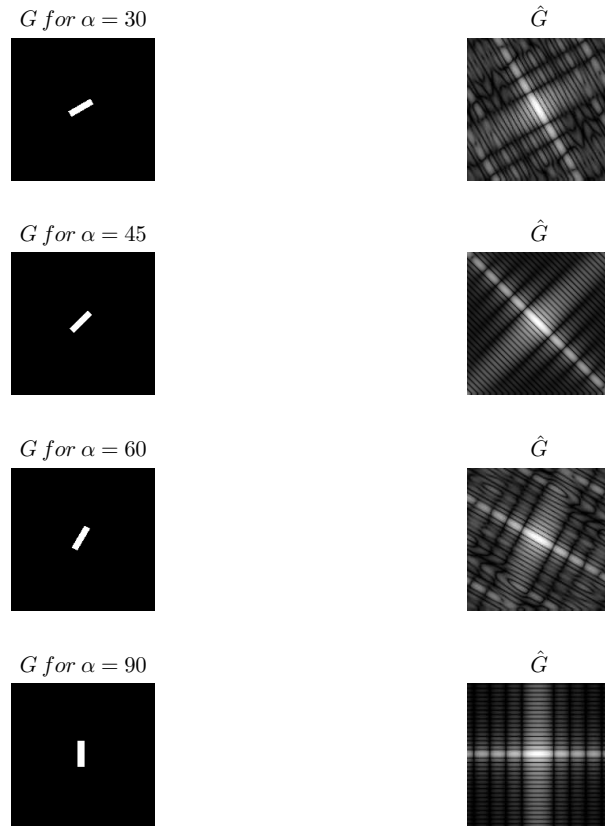 G for α = 30 Ĝ
G for α = 45 Ĝ
G for α = 60 Ĝ
G for α = 90 Ĝ